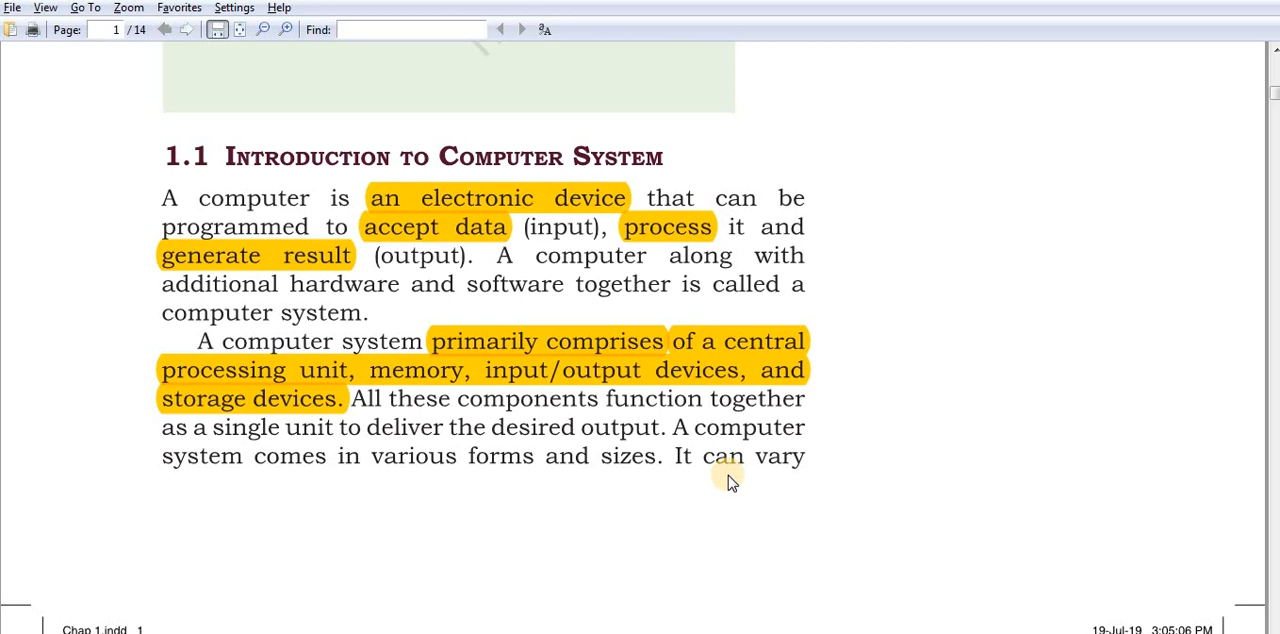 File View Go To Zoom Favorites Settings Help
Page: 1 / 14 Find:
1.1 Introduction to Computer System
A computer is an electronic device that can be
programmed to accept data (input), process it and
generate result (output). A computer along with
additional hardware and software together is called a
computer system.
A computer system primarily comprises of a central
processing unit, memory, input/output devices, and
storage devices. All these components function together
as a single unit to deliver the desired output. A computer
system comes in various forms and sizes. It can vary
Chap 1.indd 1 19-Jul-19 3:05:06 PM